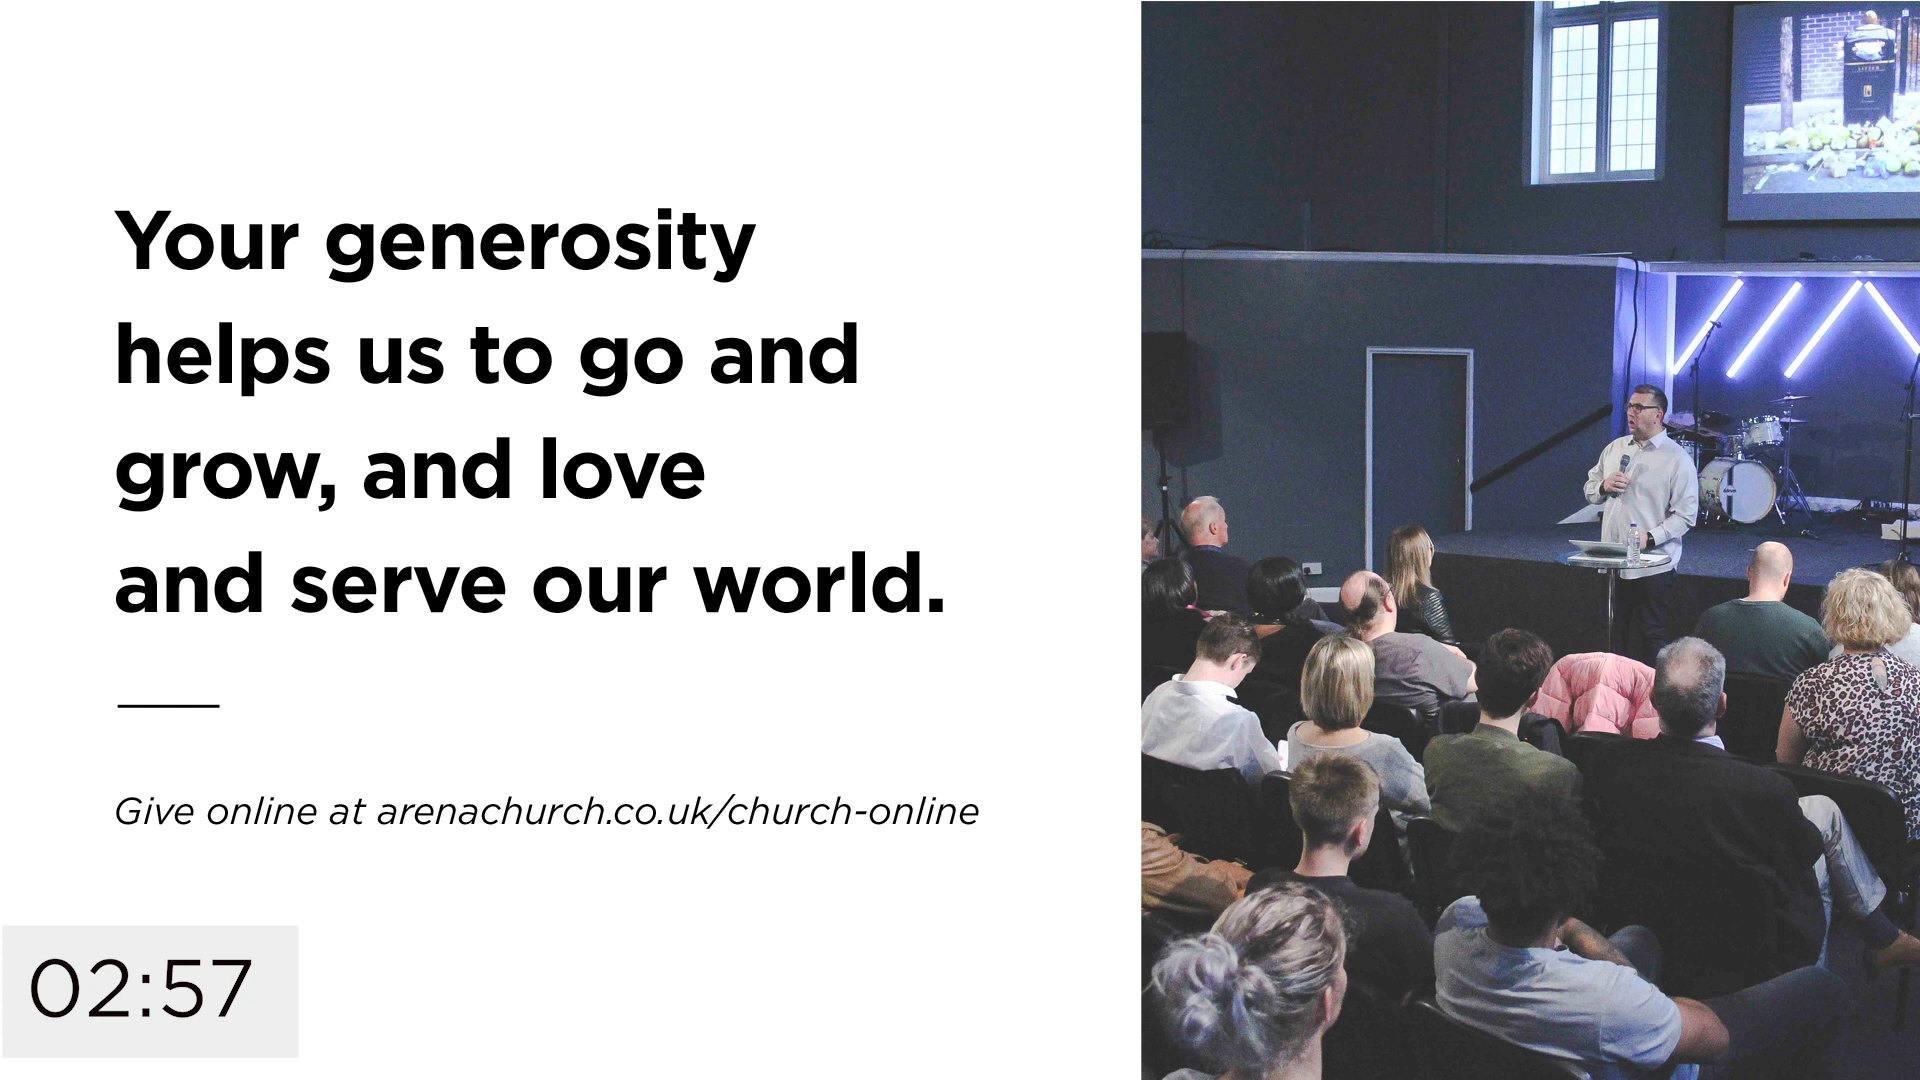 Your generosity
helps us to go and
grow, and love
and serve our world.
Give online at arenachurch.co.uk/church-online
02:57
LITTER